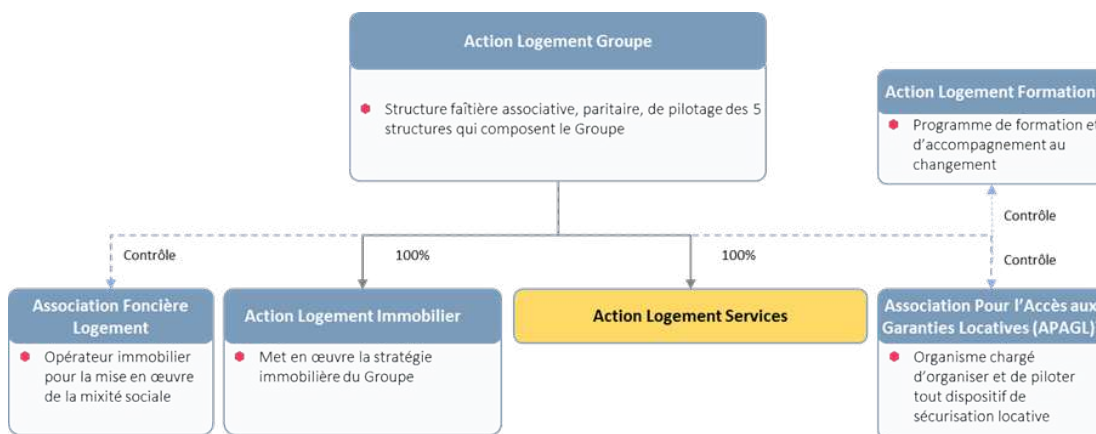 Action Logement Groupe
Structure faîtière associative, paritaire, de pilotage des 5
structures qui composent le Groupe
Action Logement Formation
Programme de formation et
d'accompagnement au
changement
Contrôle
Contrôle
100%
100%
Contrôle
Association Foncière
Logement
Opérateur immobilier
pour la mise en œuvre
de la mixité sociale
Action Logement Immobilier
Met en œuvre la stratégie
immobilière du Groupe
Action Logement Services
Association Pour l'Accès aux
Garanties Locatives (APAGL)
Organisme chargé
d'organiser et de piloter
tout dispositif de
sécurisation locative